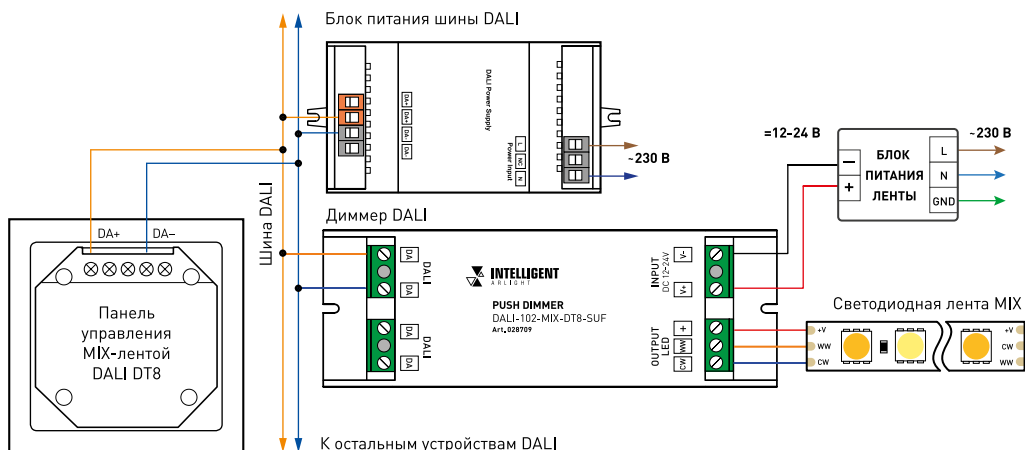 Блок питания шины DALI
DA+
DA+
DA-
DA-
DALI Power Supply
L
NC
N
Power Input
~230 В
=12-24 В
~230 В
БЛОК
ПИТАНИЯ
ЛЕНТЫ
−
+
L
N
GND
Шина DALI
DA+
DA−
Панель
управления
MIX-лентой
DALI DT8
Диммер DALI
DA
DA
DALI
DA
DA
DALI
INTELLIGENT
ARLIGHT
PUSH DIMMER
DALI-102-MIX-DT8-SUF
Art. 028709
INPUT
DC 12-24V
V-
V+
OUTPUT
LED
+
WW
CW
Светодиодная лента MIX
+V
WW
CW
+V
CW
WW
К остальным устройствам DALI